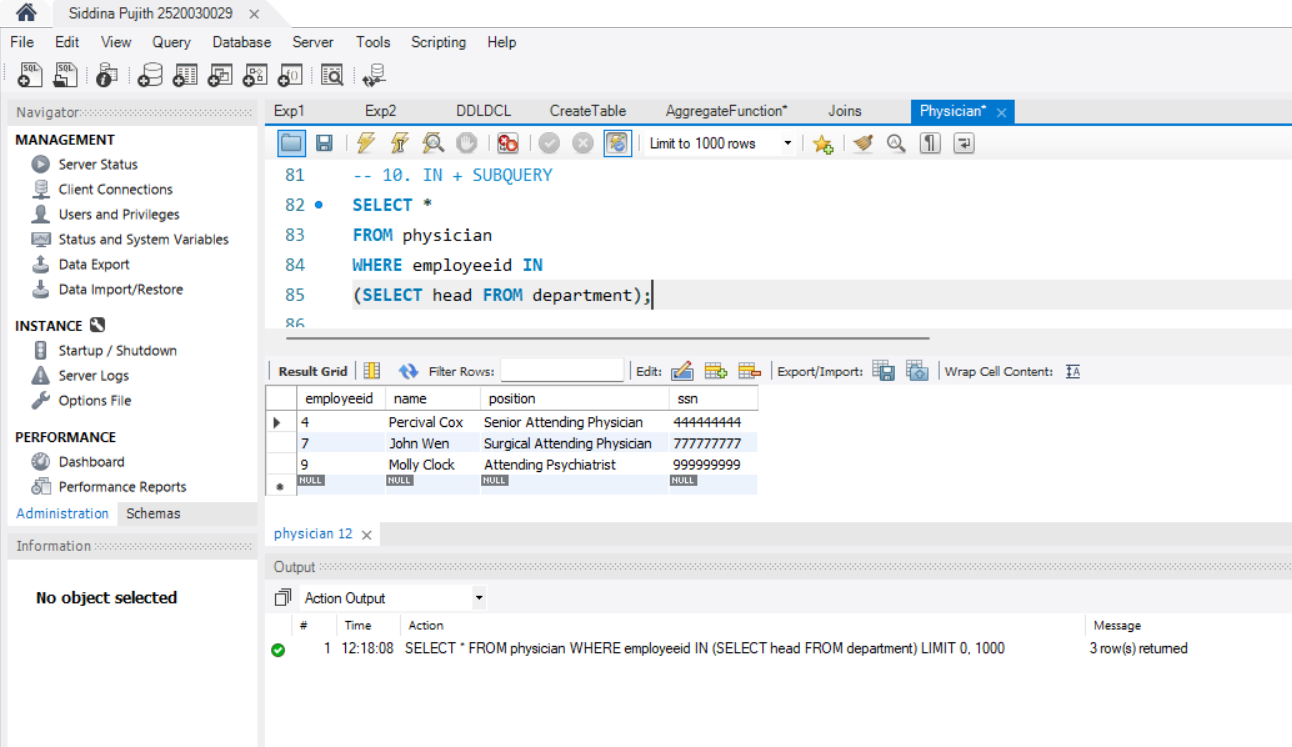 Siddina Pujith 2520030029
File Edit View Query Database Server Tools Scripting Help
Navigator
MANAGEMENT
Server Status
Client Connections
Users and Privileges
Status and System Variables
Data Export
Data Import/Restore
INSTANCE
Startup / Shutdown
Server Logs
Options File
PERFORMANCE
Dashboard
Performance Reports
Administration Schemas
Information
No object selected
Exp1 Exp2 DDLDCL CreateTable AggregateFunction* Joins Physician*
Limit to 1000 rows
81 -- 10. IN + SUBQUERY
82 SELECT *
83 FROM physician
84 WHERE employeeid IN
85 (SELECT head FROM department);
86
Result Grid Filter Rows: Edit: Export/Import: Wrap Cell Content:
employeeid name position ssn
4 Percival Cox Senior Attending Physician 444444444
7 John Wen Surgical Attending Physician 777777777
9 Molly Clock Attending Psychiatrist 999999999
NULL NULL NULL NULL
physician 12
Output
Action Output
# Time Action Message
1 12:18:08 SELECT * FROM physician WHERE employeeid IN (SELECT head FROM department) LIMIT 0, 1000 3 row(s) returned